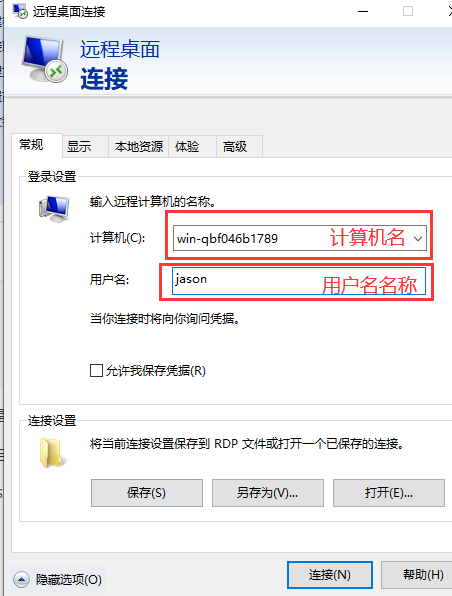 远程桌面连接
远程桌面
连接
常规 显示 本地资源 体验 高级
登录设置
输入远程计算机的名称。
计算机(C): win-qbf046b1789 计算机名
用户名: jason 用户名名称
当你连接时将向你询问凭据。
允许我保存凭据(R)
连接设置
将当前连接设置保存到 RDP 文件或打开一个已保存的连接。
保存(S) 另存为(V)... 打开(E)...
隐藏选项(O) 连接(N) 帮助(H)